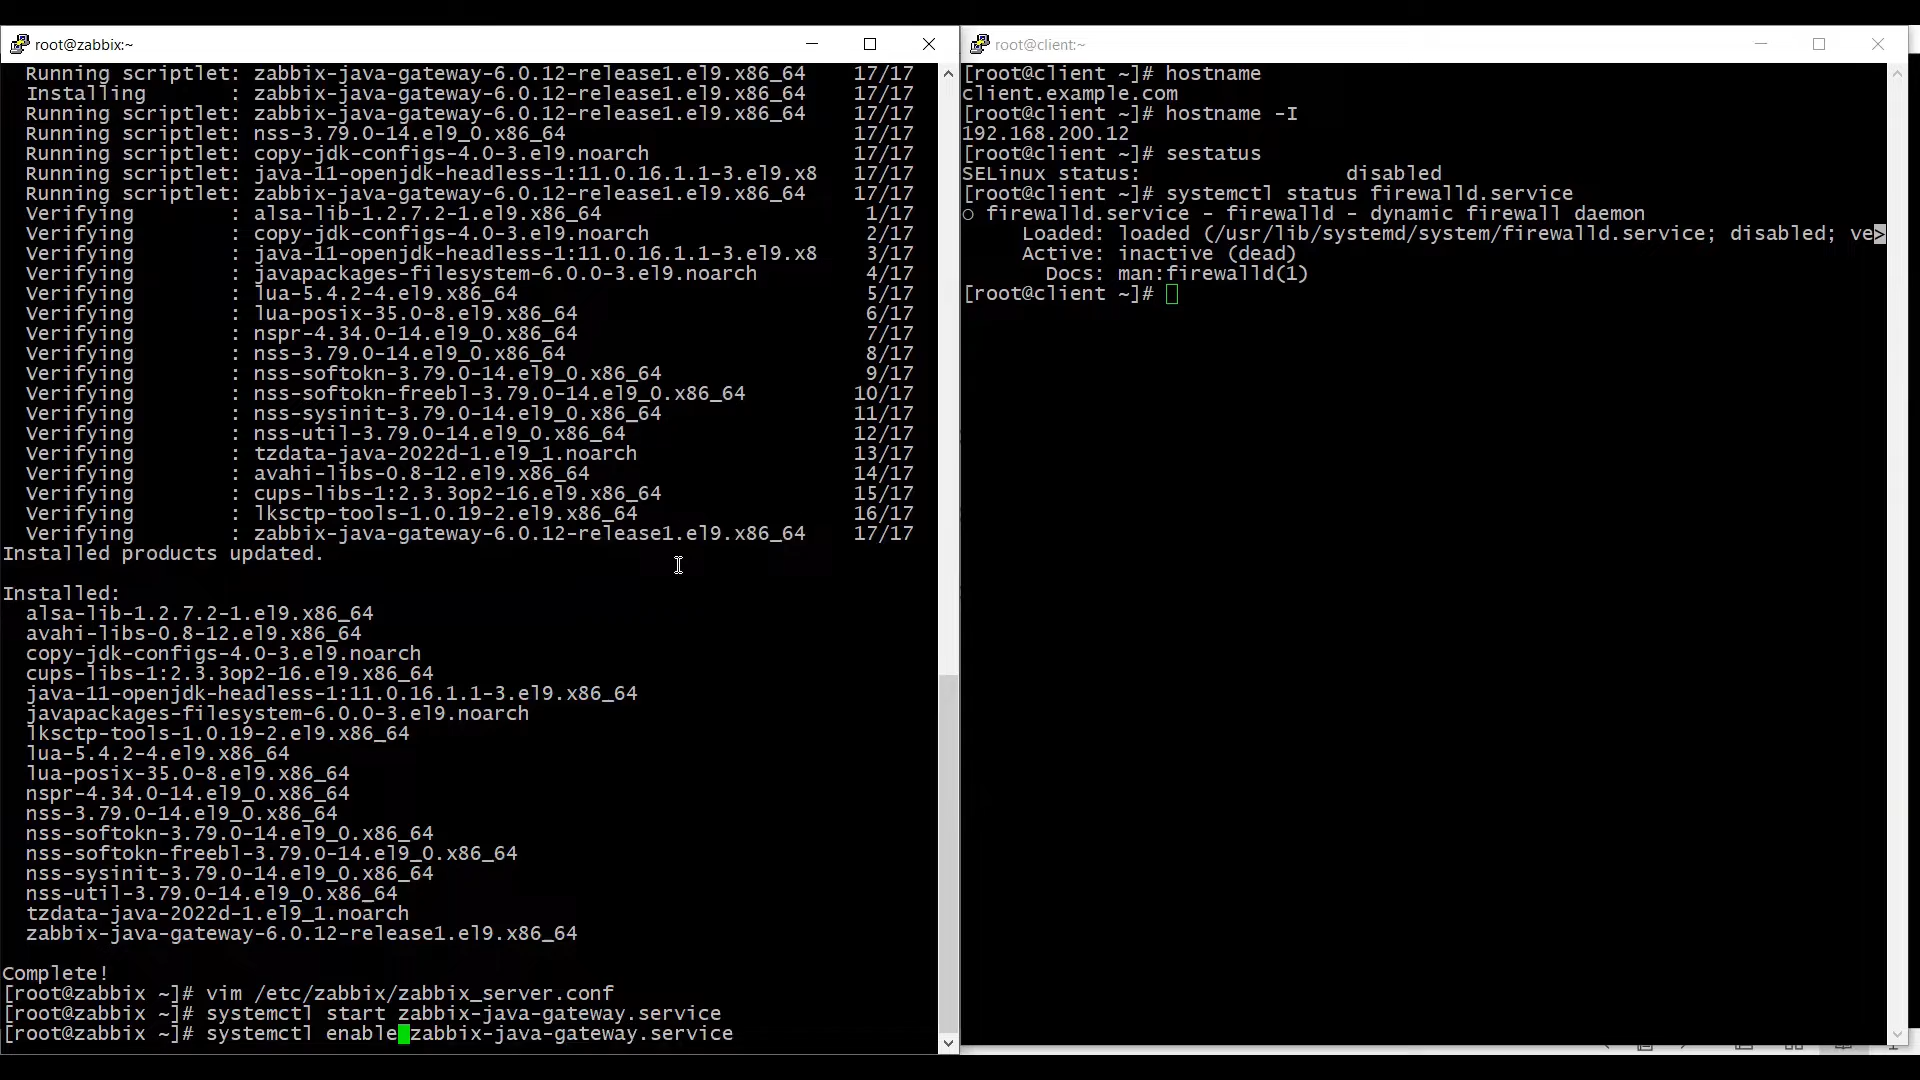 root@zabbix:~
Running scriptlet: zabbix-java-gateway-6.0.12-release1.el9.x86_64 17/17
Installing : zabbix-java-gateway-6.0.12-release1.el9.x86_64 17/17
Running scriptlet: zabbix-java-gateway-6.0.12-release1.el9.x86_64 17/17
Running scriptlet: nss-3.79.0-14.el9_0.x86_64 17/17
Running scriptlet: copy-jdk-configs-4.0-3.el9.noarch 17/17
Running scriptlet: java-11-openjdk-headless-1:11.0.16.1.1-3.el9.x8 17/17
Running scriptlet: zabbix-java-gateway-6.0.12-release1.el9.x86_64 17/17
Verifying : alsa-lib-1.2.7.2-1.el9.x86_64 1/17
Verifying : copy-jdk-configs-4.0-3.el9.noarch 2/17
Verifying : java-11-openjdk-headless-1:11.0.16.1.1-3.el9.x8 3/17
Verifying : javapackages-filesystem-6.0.0-3.el9.noarch 4/17
Verifying : lua-5.4.2-4.el9.x86_64 5/17
Verifying : lua-posix-35.0-8.el9.x86_64 6/17
Verifying : nspr-4.34.0-14.el9_0.x86_64 7/17
Verifying : nss-3.79.0-14.el9_0.x86_64 8/17
Verifying : nss-softokn-3.79.0-14.el9_0.x86_64 9/17
Verifying : nss-softokn-freebl-3.79.0-14.el9_0.x86_64 10/17
Verifying : nss-sysinit-3.79.0-14.el9_0.x86_64 11/17
Verifying : nss-util-3.79.0-14.el9_0.x86_64 12/17
Verifying : tzdata-java-2022d-1.el9_1.noarch 13/17
Verifying : avahi-libs-0.8-12.el9.x86_64 14/17
Verifying : cups-libs-1:2.3.3op2-16.el9.x86_64 15/17
Verifying : lksctp-tools-1.0.19-2.el9.x86_64 16/17
Verifying : zabbix-java-gateway-6.0.12-release1.el9.x86_64 17/17
Installed products updated.
Installed:
alsa-lib-1.2.7.2-1.el9.x86_64
avahi-libs-0.8-12.el9.x86_64
copy-jdk-configs-4.0-3.el9.noarch
cups-libs-1:2.3.3op2-16.el9.x86_64
java-11-openjdk-headless-1:11.0.16.1.1-3.el9.x86_64
javapackages-filesystem-6.0.0-3.el9.noarch
lksctp-tools-1.0.19-2.el9.x86_64
lua-5.4.2-4.el9.x86_64
lua-posix-35.0-8.el9.x86_64
nspr-4.34.0-14.el9_0.x86_64
nss-3.79.0-14.el9_0.x86_64
nss-softokn-3.79.0-14.el9_0.x86_64
nss-softokn-freebl-3.79.0-14.el9_0.x86_64
nss-sysinit-3.79.0-14.el9_0.x86_64
nss-util-3.79.0-14.el9_0.x86_64
tzdata-java-2022d-1.el9_1.noarch
zabbix-java-gateway-6.0.12-release1.el9.x86_64
Complete!
[root@zabbix ~]# vim /etc/zabbix/zabbix_server.conf
[root@zabbix ~]# systemctl start zabbix-java-gateway.service
[root@zabbix ~]# systemctl enable zabbix-java-gateway.service
root@client:~
[root@client ~]# hostname
client.example.com
[root@client ~]# hostname -I
192.168.200.12
[root@client ~]# sestatus
SELinux status: disabled
[root@client ~]# systemctl status firewalld.service
○ firewalld.service - firewalld - dynamic firewall daemon
Loaded: loaded (/usr/lib/systemd/system/firewalld.service; disabled; ve>
Active: inactive (dead)
Docs: man:firewalld(1)
[root@client ~]#